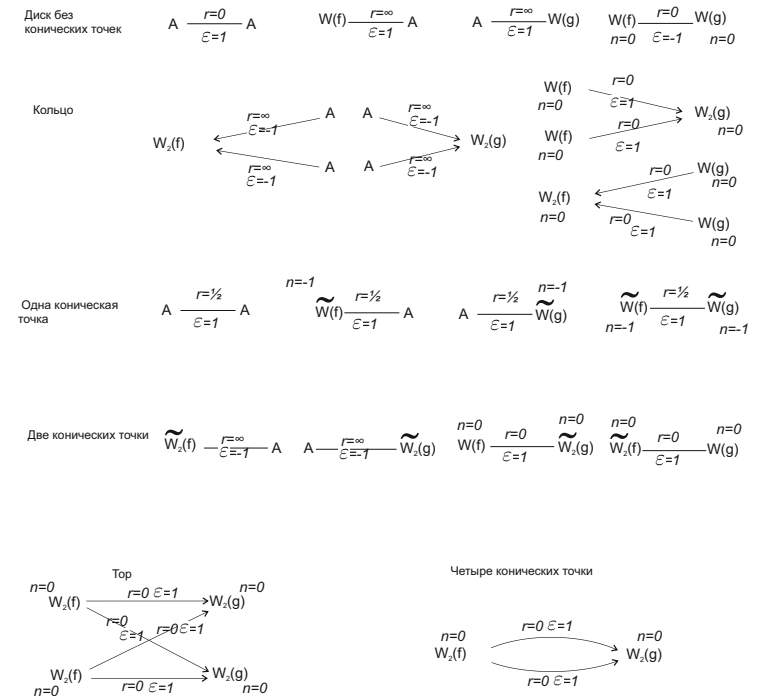 Диск без
конических точек
A r=0 ε=1 A
W(f) r=∞ ε=1 A
A r=∞ ε=1 W(g)
W(f) n=0 r=0 ε=-1 W(g) n=0
Кольцо
W₂(f)
r=∞ ε=-1 A
r=∞ ε=-1 A
A r=∞ ε=-1
A r=∞ ε=-1
W₂(g)
W(f) n=0 r=0 ε=1
W(f) n=0 r=0 ε=1
W₂(g) n=0
W₂(f) n=0
r=0 ε=1 W(g) n=0
r=0 ε=1 W(g) n=0
Одна коническая
точка
A r=½ ε=1 A
n=-1 W̃(f) r=½ ε=1 A
A r=½ ε=1 W̃(g) n=-1
W̃(f) n=-1 r=½ ε=1 W̃(g) n=-1
Две конических точки
W̃₂(f) r=∞ ε=-1 A
A r=∞ ε=-1 W̃₂(g)
n=0 W(f) r=0 ε=1 n=0 W̃₂(g)
n=0 W̃₂(f) r=0 ε=1 n=0 W(g)
Тор
n=0 W₂(f) r=0 ε=1 W₂(g) n=0
r=0 ε=1 r=0 ε=1
W₂(f) n=0 r=0 ε=1 W₂(g) n=0
Четыре конических точки
r=0 ε=1
n=0 W₂(f) n=0 W₂(g)
r=0 ε=1